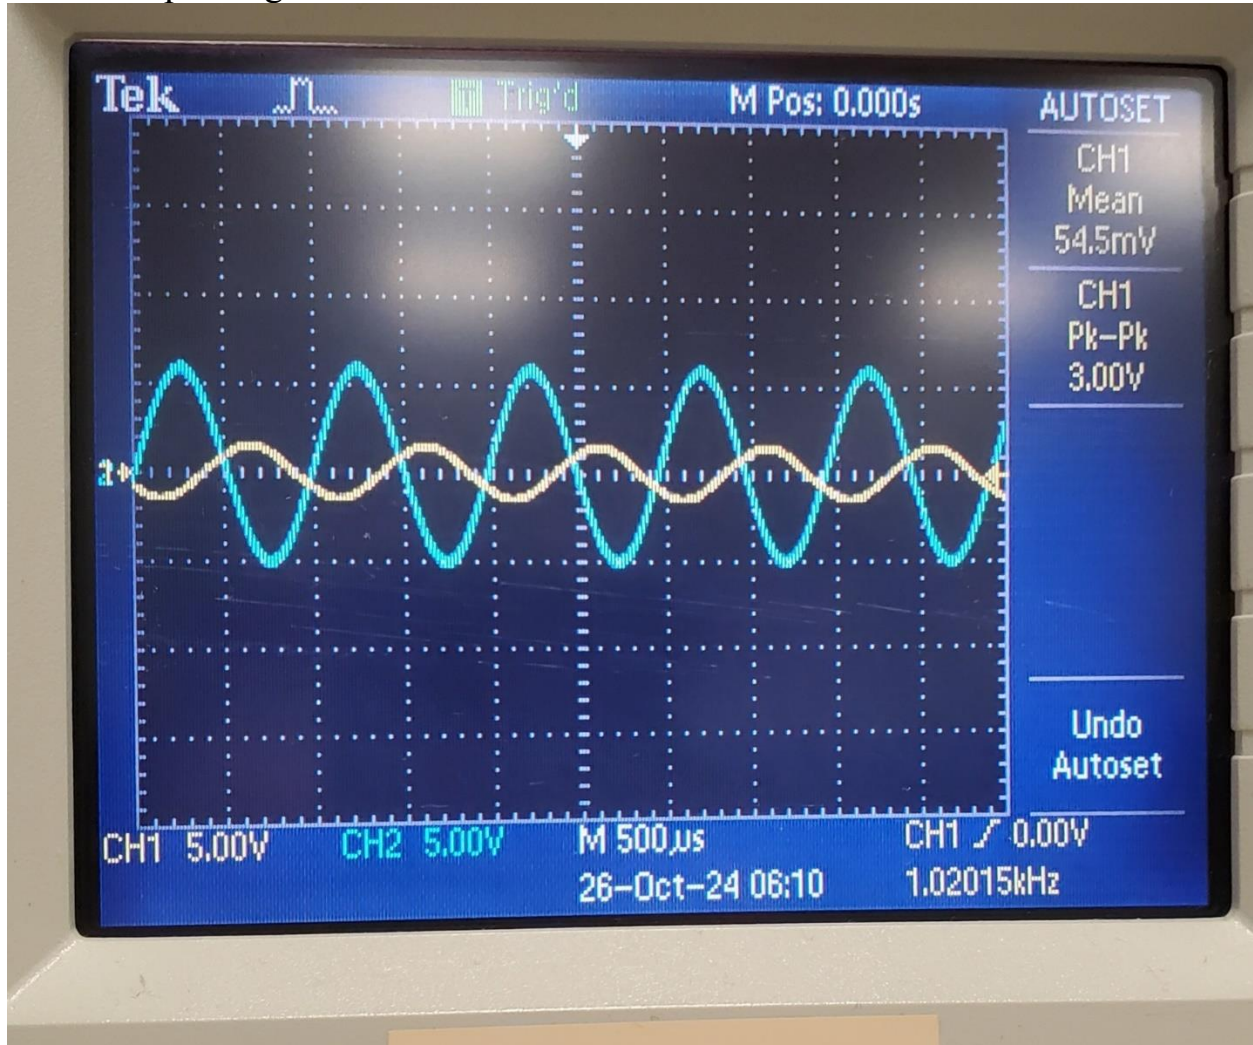 Tek Trig'd M Pos: 0.000s AUTOSET
CH1
Mean
54.5mV
CH1
Pk-Pk
3.00V
Undo
Autoset
CH1 5.00V CH2 5.00V M 500µs CH1 0.00V
26-Oct-24 06:10 1.02015kHz